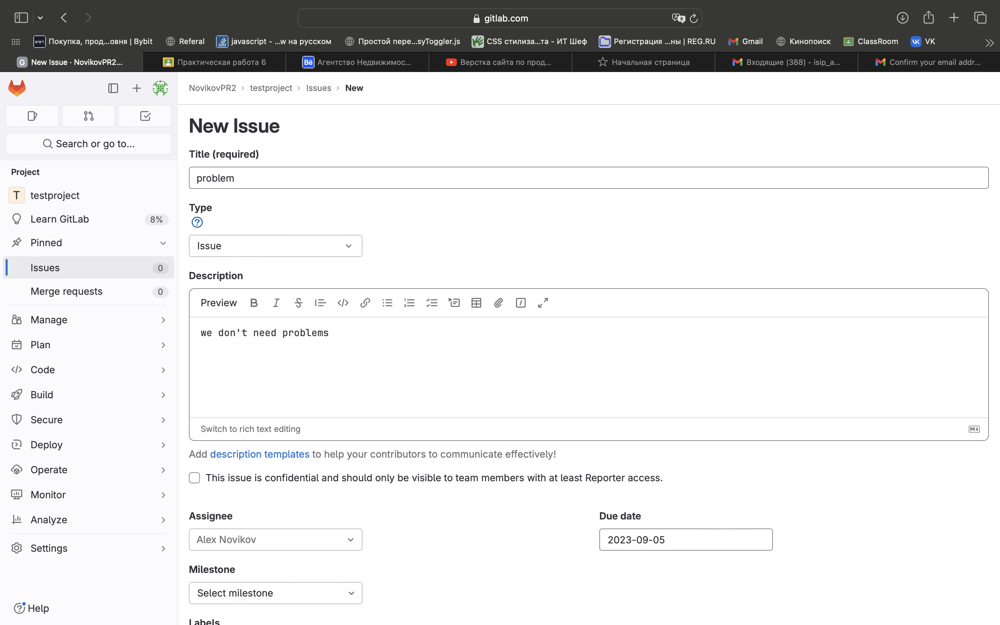 gitlab.com
Покупка, прод...овня | Bybit
Referal
javascript - ...w на русском
Простой пере...syToggler.js
CSS стилиза...та - ИТ Шеф
Регистрация ...ны | REG.RU
Gmail
Кинопоиск
ClassRoom
VK
New Issue · NovikovPR2...
Практическая работа 6
Агентство Недвижимос...
Верстка сайта по прод...
Начальная страница
Входящие (388) - isip_a...
Confirm your email addr...
NovikovPR2 > testproject > Issues > New
Search or go to...
Project
T testproject
Learn GitLab 8%
Pinned
Issues 0
Merge requests 0
Manage
Plan
Code
Build
Secure
Deploy
Operate
Monitor
Analyze
Settings
Help
New Issue
Title (required)
problem
Type
Issue
Description
Preview
we don't need problems
Switch to rich text editing
Add description templates to help your contributors to communicate effectively!
This issue is confidential and should only be visible to team members with at least Reporter access.
Assignee
Alex Novikov
Due date
2023-09-05
Milestone
Select milestone
Labels